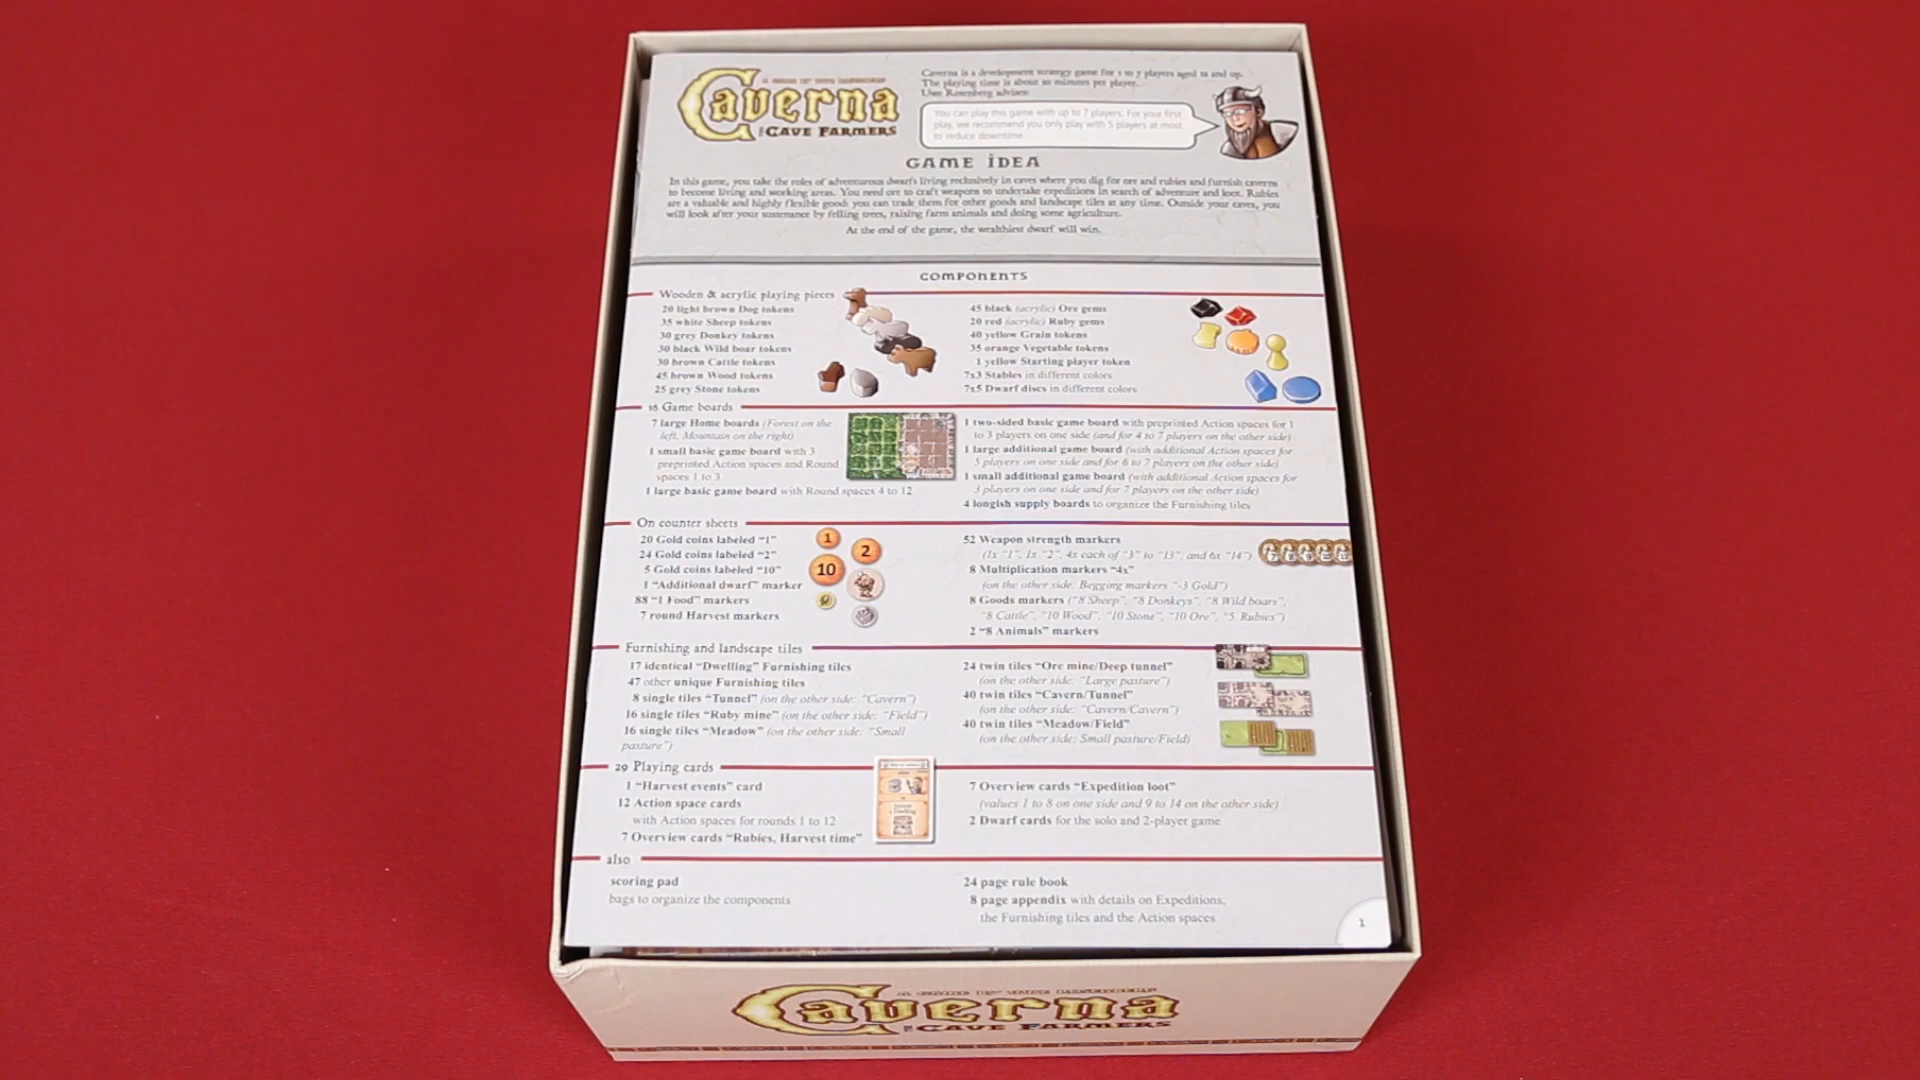 A GAME BY UWE ROSENBERG
Caverna
THE CAVE FARMERS
Caverna is a development strategy game for 1 to 7 players aged 12 and up.
The playing time is about 30 minutes per player.
Uwe Rosenberg advises:
You can play this game with up to 7 players. For your first
play, we recommend you only play with 5 players at most
to reduce downtime.
GAME IDEA
In this game, you take the roles of adventurous dwarfs living reclusively in caves where you dig for ore and rubies and furnish caverns
to become living and working areas. You need ore to craft weapons to undertake expeditions in search of adventure and loot. Rubies
are a valuable and highly flexible good: you can trade them for other goods and landscape tiles at any time. Outside your caves, you
will look after your sustenance by felling trees, raising farm animals and doing some agriculture.
At the end of the game, the wealthiest dwarf will win.
COMPONENTS
Wooden & acrylic playing pieces
20 light brown Dog tokens
35 white Sheep tokens
30 grey Donkey tokens
30 black Wild boar tokens
30 brown Cattle tokens
45 brown Wood tokens
25 grey Stone tokens
45 black (acrylic) Ore gems
20 red (acrylic) Ruby gems
40 yellow Grain tokens
35 orange Vegetable tokens
1 yellow Starting player token
7x3 Stables in different colors
7x5 Dwarf discs in different colors
16 Game boards
7 large Home boards (Forest on the
left, Mountain on the right)
1 small basic game board with 3
preprinted Action spaces and Round
spaces 1 to 3
1 large basic game board with Round spaces 4 to 12
1 two-sided basic game board with preprinted Action spaces for 1
to 3 players on one side (and for 4 to 7 players on the other side)
1 large additional game board (with additional Action spaces for
5 players on one side and for 6 to 7 players on the other side)
1 small additional game board (with additional Action spaces for
3 players on one side and for 7 players on the other side)
4 longish supply boards to organize the Furnishing tiles
On counter sheets
20 Gold coins labeled "1"
24 Gold coins labeled "2"
5 Gold coins labeled "10"
1 "Additional dwarf" marker
88 "1 Food" markers
7 round Harvest markers
1
2
10
52 Weapon strength markers
(1x "1", 1x "2", 4x each of "3" to "13", and 6x "14")
8 Multiplication markers "4x"
(on the other side: Begging markers "-3 Gold")
8 Goods markers ("8 Sheep", "8 Donkeys", "8 Wild boars",
"8 Cattle", "10 Wood", "10 Stone", "10 Ore", "5 Rubies")
2 "8 Animals" markers
Furnishing and landscape tiles
17 identical "Dwelling" Furnishing tiles
47 other unique Furnishing tiles
8 single tiles "Tunnel" (on the other side: "Cavern")
16 single tiles "Ruby mine" (on the other side: "Field")
16 single tiles "Meadow" (on the other side: "Small
pasture")
24 twin tiles "Ore mine/Deep tunnel"
(on the other side: "Large pasture")
40 twin tiles "Cavern/Tunnel"
(on the other side: "Cavern/Cavern")
40 twin tiles "Meadow/Field"
(on the other side: Small pasture/Field)
29 Playing cards
1 "Harvest events" card
12 Action space cards
with Action spaces for rounds 1 to 12
7 Overview cards "Rubies, Harvest time"
7 Overview cards "Expedition loot"
(values 1 to 8 on one side and 9 to 14 on the other side)
2 Dwarf cards for the solo and 2-player game
also
scoring pad
bags to organize the components
24 page rule book
8 page appendix with details on Expeditions,
the Furnishing tiles and the Action spaces
1
A GAME BY UWE ROSENBERG
Caverna
THE CAVE FARMERS